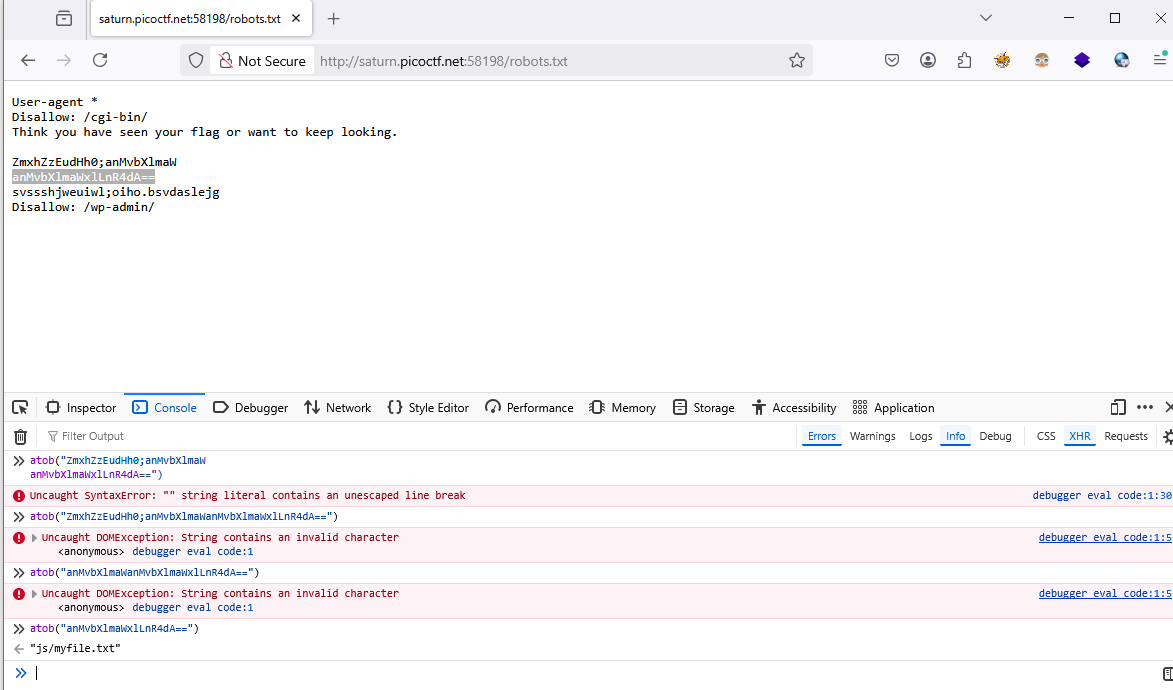 saturn.picoctf.net:58198/robots.txt
Not Secure http://saturn.picoctf.net:58198/robots.txt
User-agent *
Disallow: /cgi-bin/
Think you have seen your flag or want to keep looking.
ZmxhZzEudHh0;anMvbXlmaW
anMvbXlmaWxlLnR4dA==
svssshjweuiwl;oiho.bsvdaslejg
Disallow: /wp-admin/
Inspector Console Debugger Network Style Editor Performance Memory Storage Accessibility Application
Filter Output Errors Warnings Logs Info Debug CSS XHR Requests
atob("ZmxhZzEudHh0;anMvbXlmaW
anMvbXlmaWxlLnR4dA==")
Uncaught SyntaxError: "" string literal contains an unescaped line break debugger eval code:1:30
atob("ZmxhZzEudHh0;anMvbXlmaWanMvbXlmaWxlLnR4dA==")
Uncaught DOMException: String contains an invalid character debugger eval code:1:5
<anonymous> debugger eval code:1
atob("anMvbXlmaWanMvbXlmaWxlLnR4dA==")
Uncaught DOMException: String contains an invalid character debugger eval code:1:5
<anonymous> debugger eval code:1
atob("anMvbXlmaWxlLnR4dA==")
"js/myfile.txt"